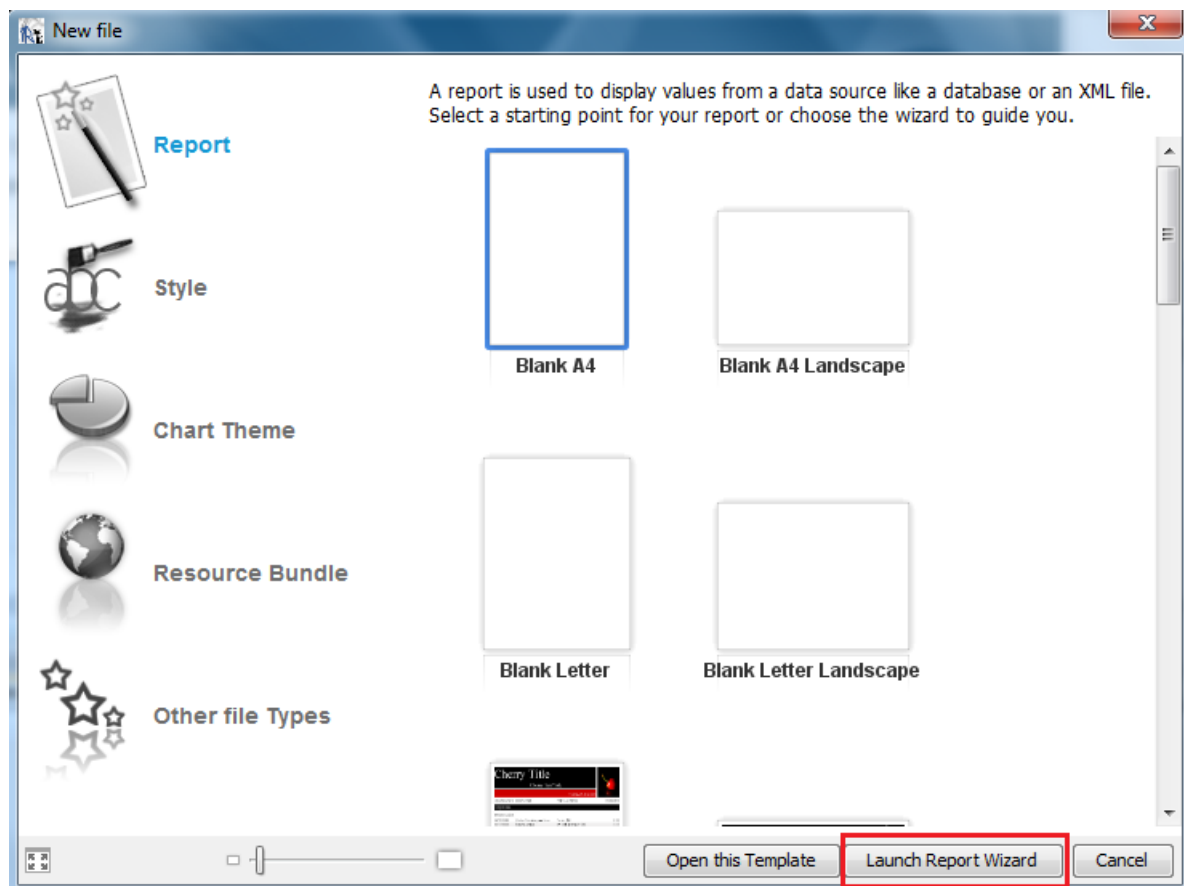 New file
A report is used to display values from a data source like a database or an XML file.
Select a starting point for your report or choose the wizard to guide you.
Report
Style
Chart Theme
Resource Bundle
Other file Types
Blank A4
Blank A4 Landscape
Blank Letter
Blank Letter Landscape
Cherry Title
Open this Template
Launch Report Wizard
Cancel